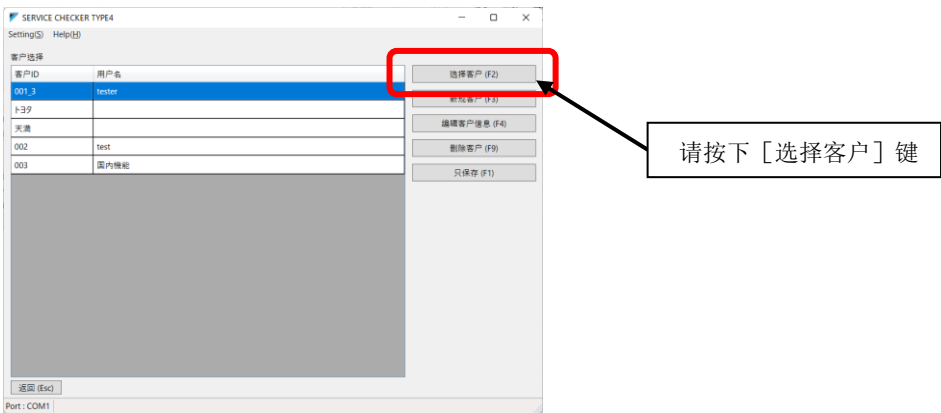 SERVICE CHECKER TYPE4
Setting(S) Help(H)
客户选择
客户ID 用户名
001_3 tester
トヨタ
天満
002 test
003 国内機能
选择客户 (F2)
新规客户 (F3)
编辑客户信息 (F4)
删除客户 (F9)
只保存 (F1)
请按下［选择客户］键
返回 (Esc)
Port : COM1